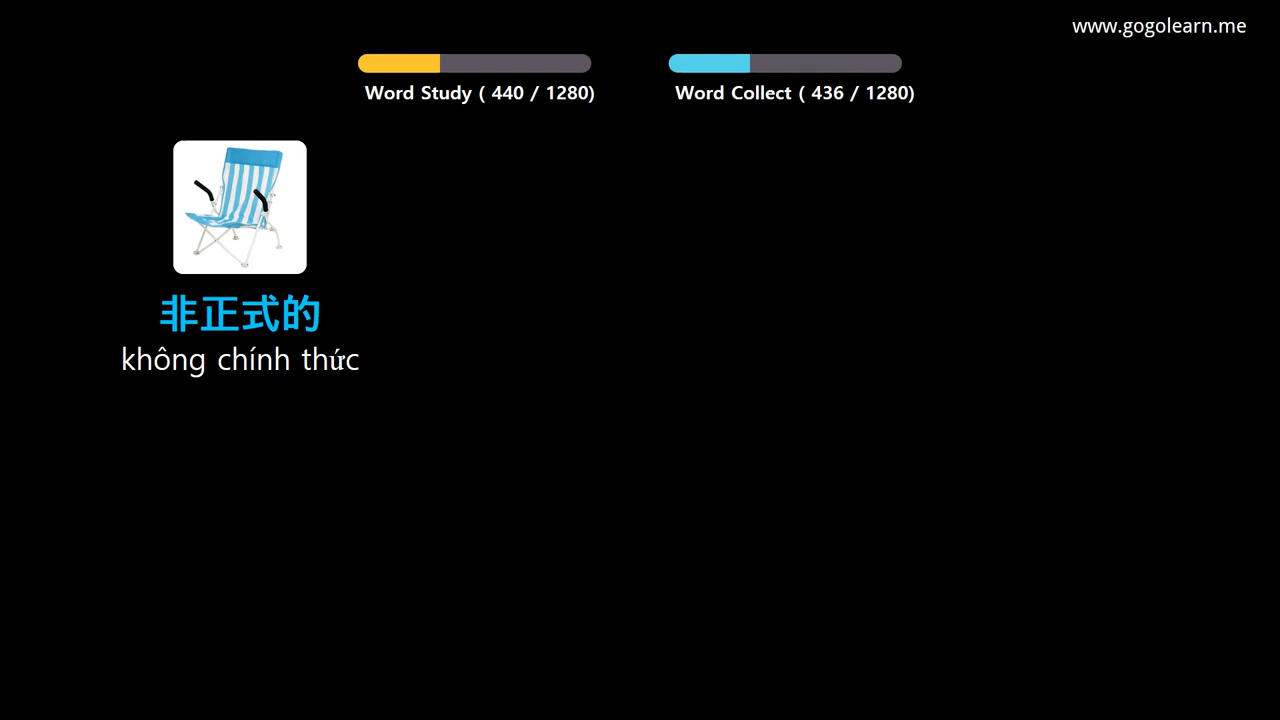 www.gogolearn.me
Word Study ( 440 / 1280)
Word Collect ( 436 / 1280)
非正式的
không chính thức